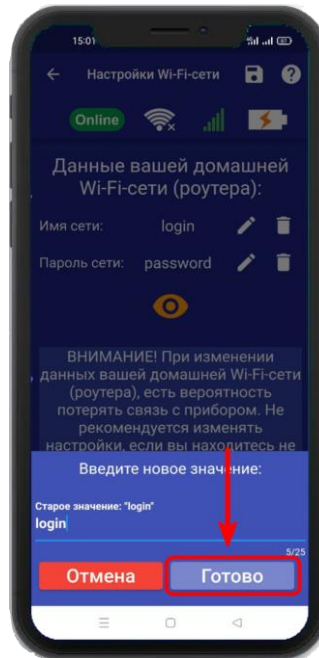 15:01
Настройки Wi-Fi-сети
Online
Данные вашей домашней
Wi-Fi-сети (роутера):
Имя сети: login
Пароль сети: password
ВНИМАНИЕ! При изменении
данных вашей домашней Wi-Fi-сети
(роутера), есть вероятность
потерять связь с прибором. Не
рекомендуется изменять
настройки, если вы находитесь не
Введите новое значение:
Старое значение: "login"
login
5/25
Отмена Готово